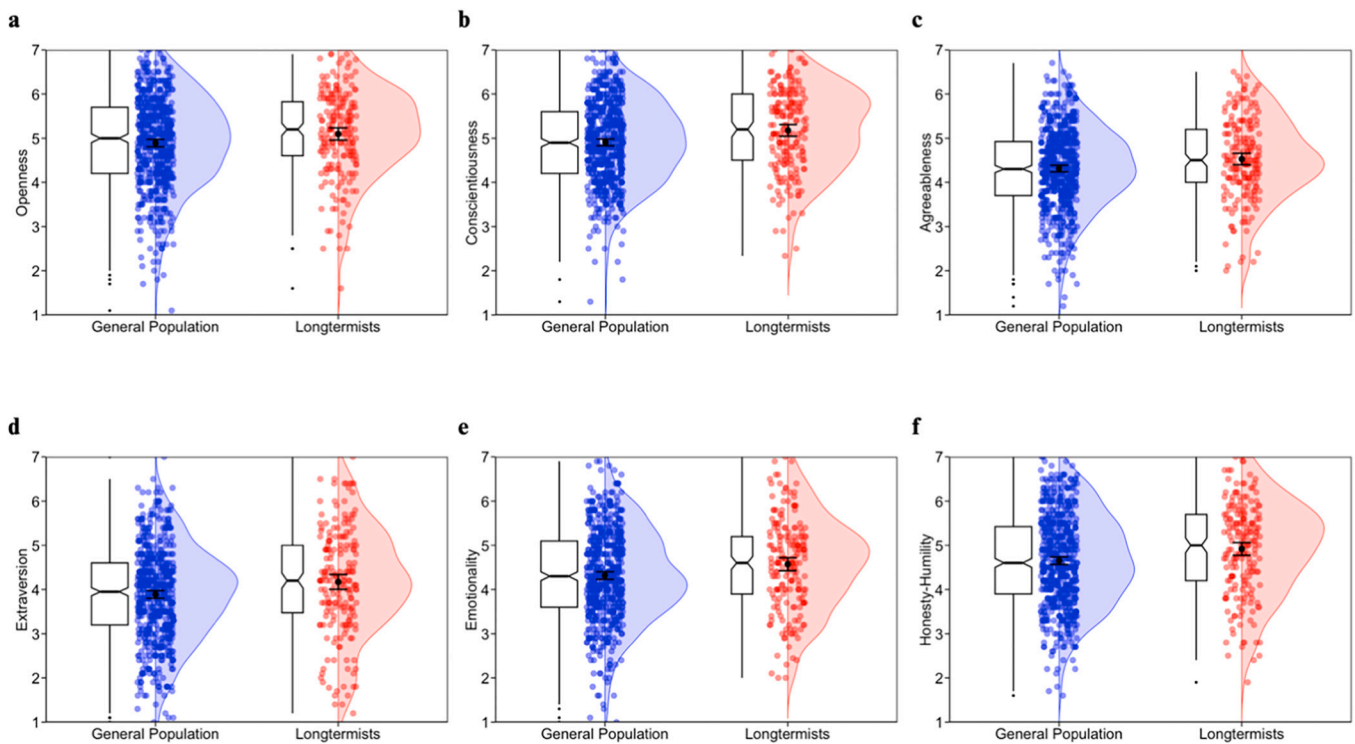 a
7
6
5
4
3
2
1
Openness
General Population
Longtermists
b
7
6
5
4
3
2
1
Conscientiousness
General Population
Longtermists
c
7
6
5
4
3
2
1
Agreeableness
General Population
Longtermists
d
7
6
5
4
3
2
1
Extraversion
General Population
Longtermists
e
7
6
5
4
3
2
1
Emotionality
General Population
Longtermists
f
7
6
5
4
3
2
1
Honesty-Humility
General Population
Longtermists